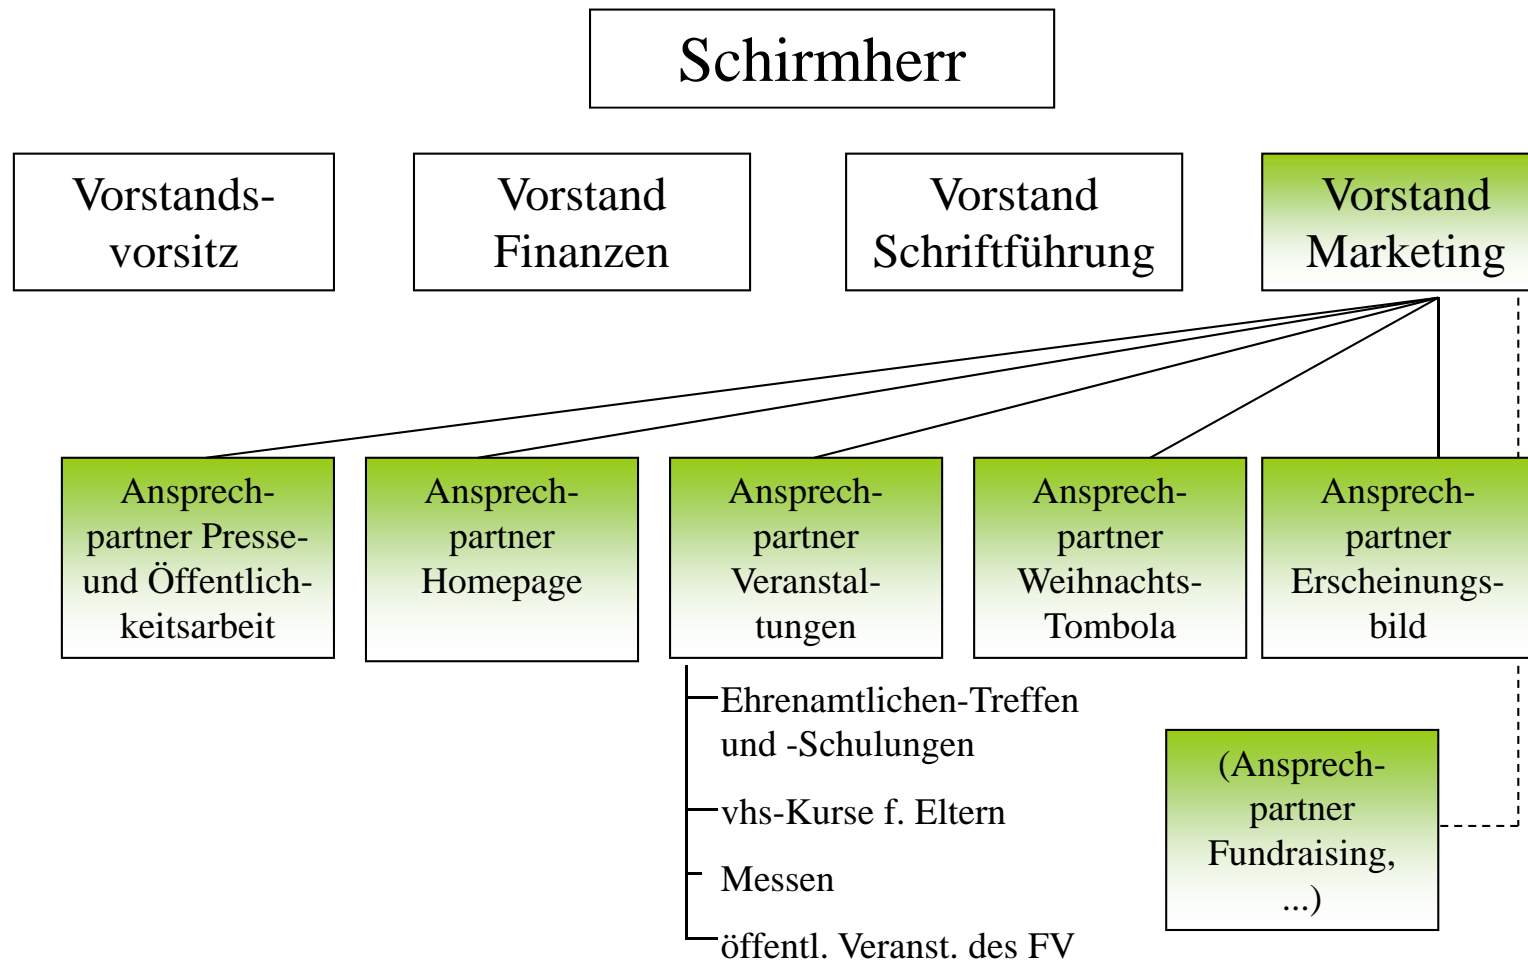 Schirmherr
Vorstands-
vorsitz
Vorstand
Finanzen
Vorstand
Schriftführung
Vorstand
Marketing
Ansprech-
partner Presse-
und Öffentlich-
keitsarbeit
Ansprech-
partner
Homepage
Ansprech-
partner
Veranstal-
tungen
Ansprech-
partner
Weihnachts-
Tombola
Ansprech-
partner
Erscheinungs-
bild
Ehrenamtlichen-Treffen
und -Schulungen
vhs-Kurse f. Eltern
Messen
öffentl. Veranst. des FV
(Ansprech-
partner
Fundraising,
...)